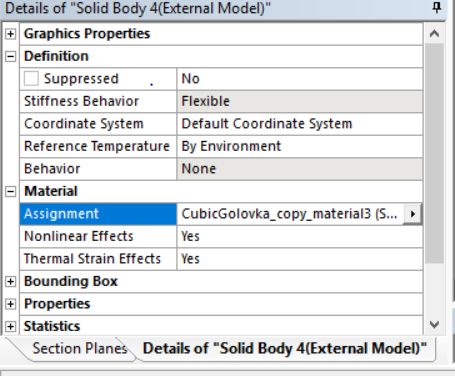 Details of "Solid Body 4(External Model)"
Graphics Properties
Definition
Suppressed No
Stiffness Behavior Flexible
Coordinate System Default Coordinate System
Reference Temperature By Environment
Behavior None
Material
Assignment CubicGolovka_copy_material3 (S...
Nonlinear Effects Yes
Thermal Strain Effects Yes
Bounding Box
Properties
Statistics
Section Planes Details of "Solid Body 4(External Model)"